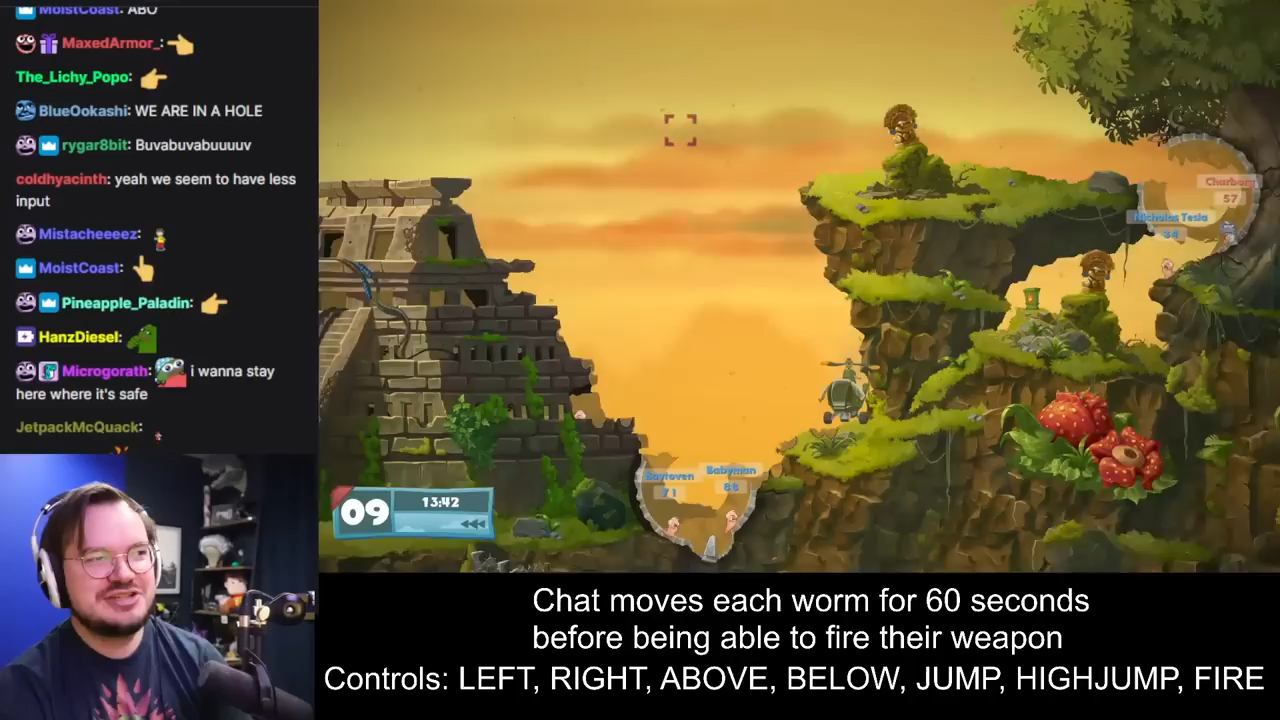 MoistCoast: ABO
MaxedArmor_:
The_Lichy_Popo:
BlueOokashi: WE ARE IN A HOLE
rygar8bit: Buvabuvabuuuuv
coldhyacinth: yeah we seem to have less
input
Mistacheeeez:
MoistCoast:
Pineapple_Paladin:
HanzDiesel:
Microgorath: i wanna stay
here where it's safe
JetpackMcQuack:
Charborg
57
Nicholas Tesla
34
Babyman
88
71
09
13:42
Chat moves each worm for 60 seconds
before being able to fire their weapon
Controls: LEFT, RIGHT, ABOVE, BELOW, JUMP, HIGHJUMP, FIRE